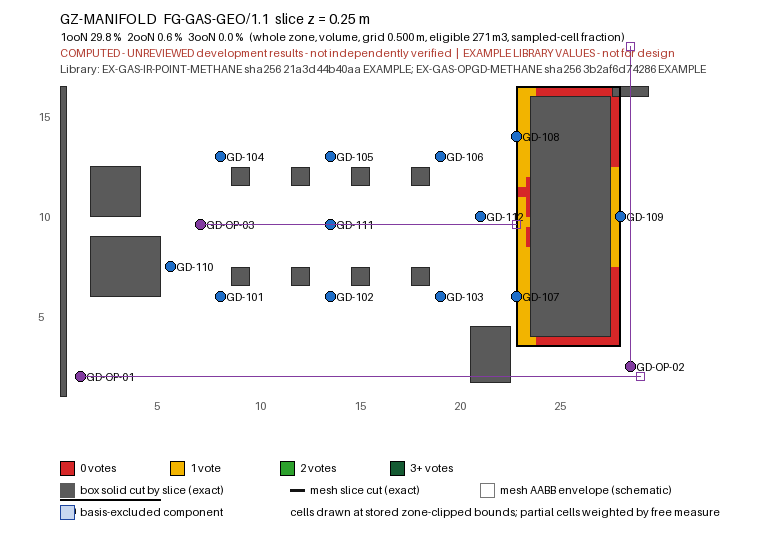 GZ-MANIFOLD FG-GAS-GEO/1.1 slice z = 0.25 m
1ooN 29.8 % 2ooN 0.6 % 3ooN 0.0 % (whole zone, volume, grid 0.500 m, eligible 271 m3, sampled-cell fraction)
COMPUTED - UNREVIEWED development results - not independently verified | EXAMPLE LIBRARY VALUES - not for design
Library: EX-GAS-IR-POINT-METHANE sha256 21a3d44b40aa EXAMPLE; EX-GAS-OPGD-METHANE sha256 3b2af6d74286 EXAMPLE
15
GD-108
GD-104
GD-105
GD-106
10
GD-112
GD-109
GD-OP-03
GD-111
GD-110
GD-101
GD-102
GD-103
GD-107
5
GD-OP-02
GD-OP-01
5
10
15
20
25
0 votes
1 vote
2 votes
3+ votes
box solid cut by slice (exact)
mesh slice cut (exact)
mesh AABB envelope (schematic)
basis-excluded component
cells drawn at stored zone-clipped bounds; partial cells weighted by free measure